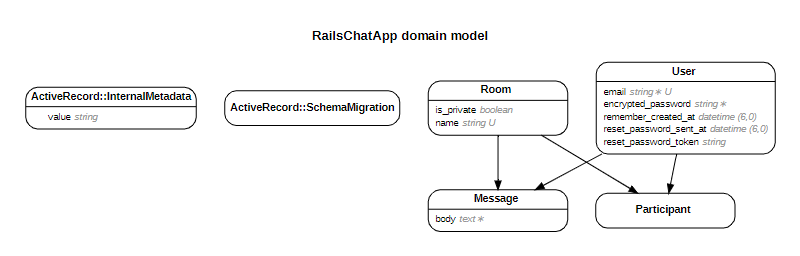 RailsChatApp domain model
ActiveRecord::InternalMetadata
value string
ActiveRecord::SchemaMigration
Room
is_private boolean
name string U
User
email string ∗ U
encrypted_password string ∗
remember_created_at datetime (6,0)
reset_password_sent_at datetime (6,0)
reset_password_token string
Message
body text ∗
Participant